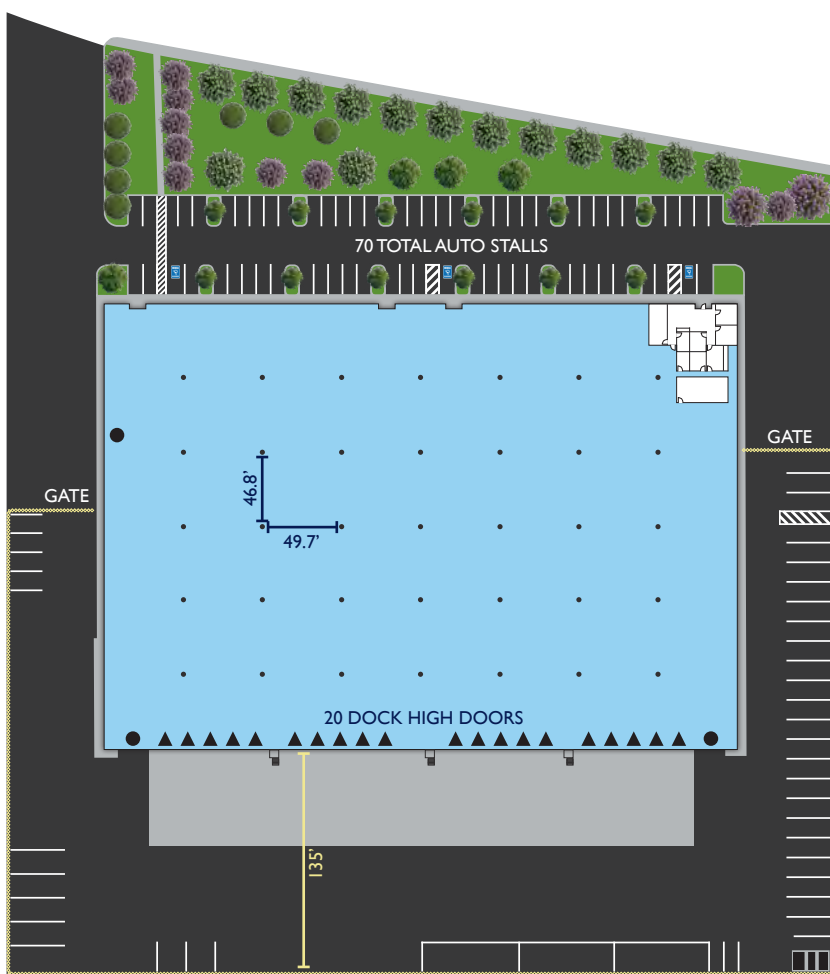 70 TOTAL AUTO STALLS
GATE
GATE
46.8'
49.7'
20 DOCK HIGH DOORS
135'